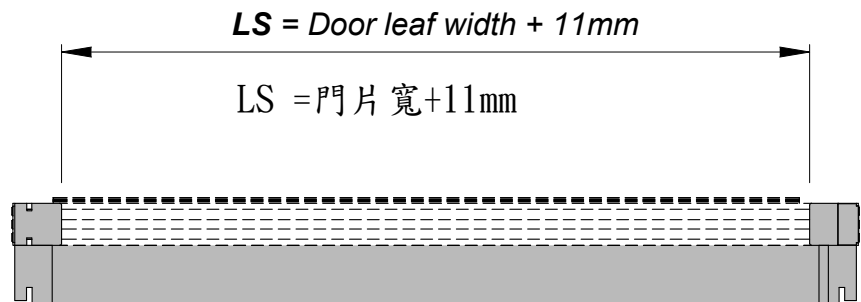 LS = Door leaf width + 11mm
LS =門片寬+11mm